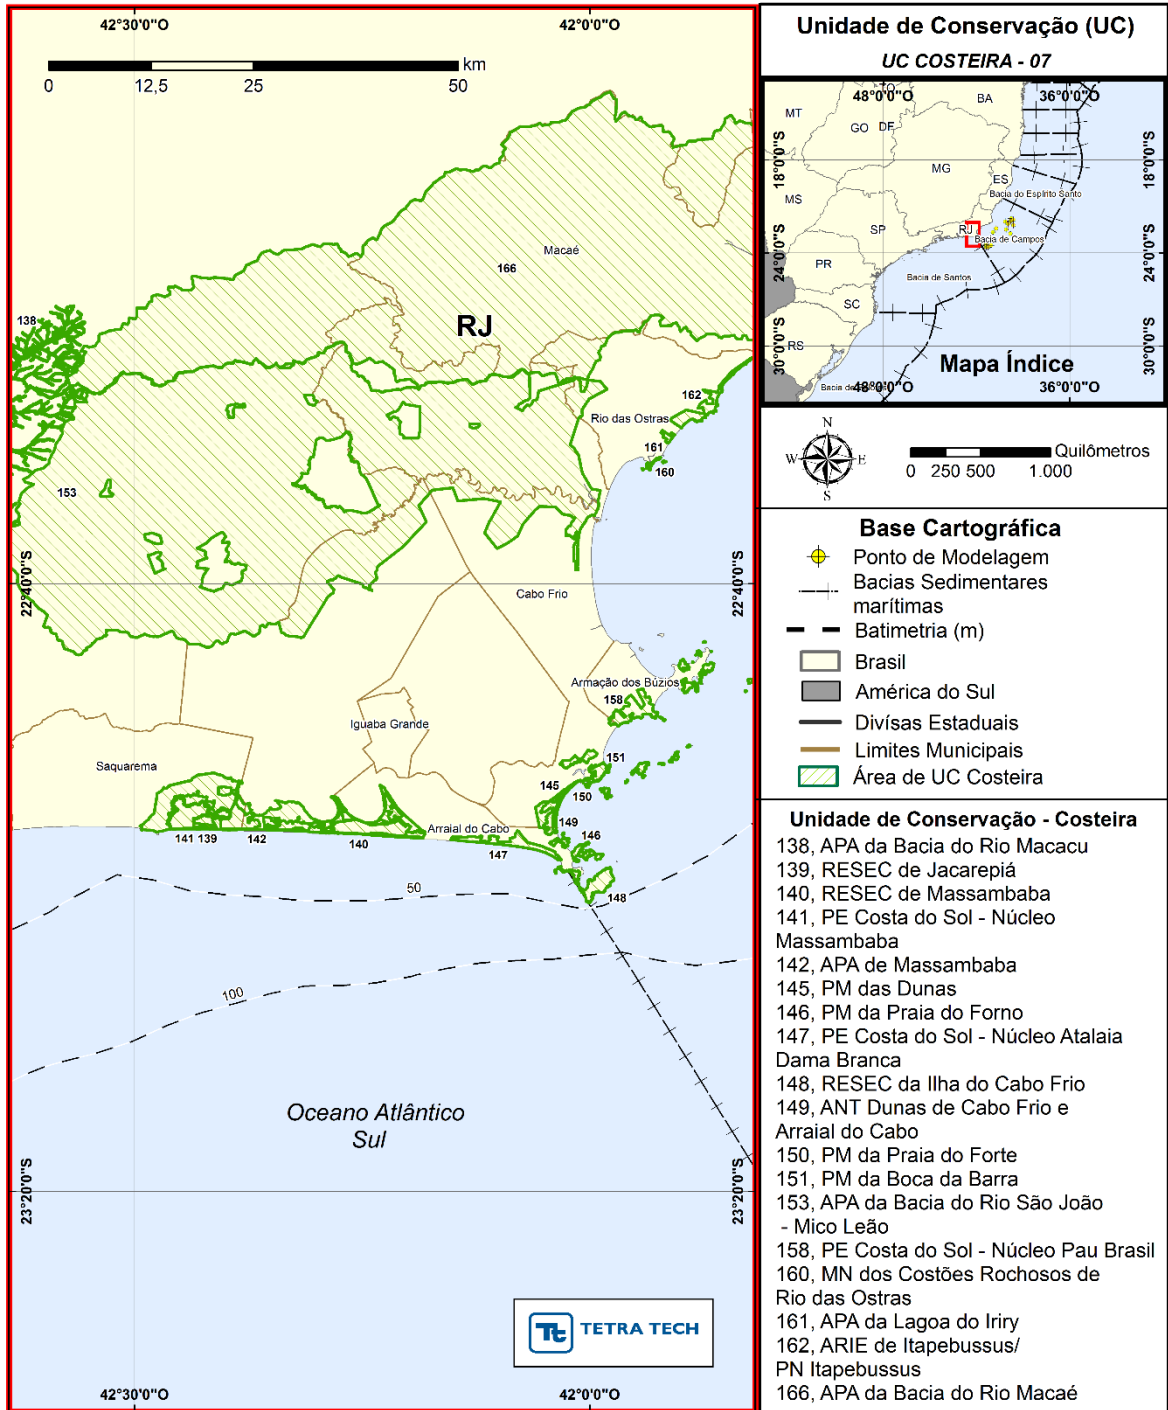 42°30'0"O
42°0'0"O
km
0
12,5
25
50
138
166
Macaé
RJ
162
Rio das Ostras
161
160
153
22°40'0"S
22°40'0"S
Cabo Frio
Armação dos Búzios
158
Iguaba Grande
Saquarema
151
145
150
149
Arraial do Cabo
146
141
139
142
140
147
148
50
100
Oceano Atlântico
Sul
23°20'0"S
23°20'0"S
TETRA TECH
42°30'0"O
42°0'0"O
Unidade de Conservação (UC)
UC COSTEIRA - 07
48°0'0"O
36°0'0"O
TO
BA
MT
GO
DF
18°0'0"S
18°0'0"S
MG
ES
MS
Bacia do Espírito Santo
SP
RJ
Bacia de Campos
24°0'0"S
24°0'0"S
PR
Bacia de Santos
SC
30°0'0"S
30°0'0"S
RS
Mapa Índice
Bacia de
48°0'0"O
36°0'0"O
N
W
E
S
Quilômetros
0 250 500 1.000
Base Cartográfica
Ponto de Modelagem
Bacias Sedimentares
marítimas
Batimetria (m)
Brasil
América do Sul
Divísas Estaduais
Limites Municipais
Área de UC Costeira
Unidade de Conservação - Costeira
138, APA da Bacia do Rio Macacu
139, RESEC de Jacarepiá
140, RESEC de Massambaba
141, PE Costa do Sol - Núcleo
Massambaba
142, APA de Massambaba
145, PM das Dunas
146, PM da Praia do Forno
147, PE Costa do Sol - Núcleo Atalaia
Dama Branca
148, RESEC da Ilha do Cabo Frio
149, ANT Dunas de Cabo Frio e
Arraial do Cabo
150, PM da Praia do Forte
151, PM da Boca da Barra
153, APA da Bacia do Rio São João
- Mico Leão
158, PE Costa do Sol - Núcleo Pau Brasil
160, MN dos Costões Rochosos de
Rio das Ostras
161, APA da Lagoa do Iriry
162, ARIE de Itapebussus/
PN Itapebussus
166, APA da Bacia do Rio Macaé